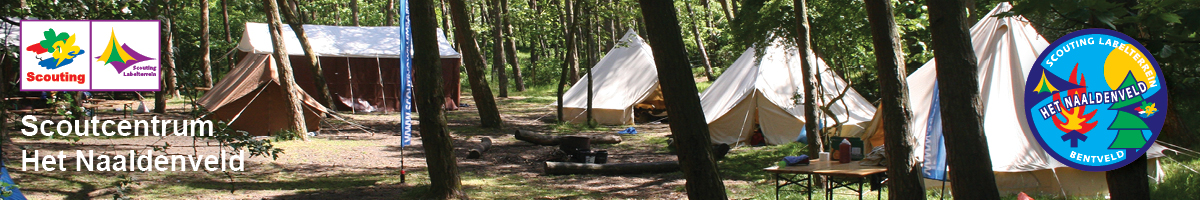 Scouting
Scouting
Labelterrein
Scoutcentrum
Het Naaldenveld
SCOUTING LABELTERREIN
HET NAALDENVELD
BENTVELD